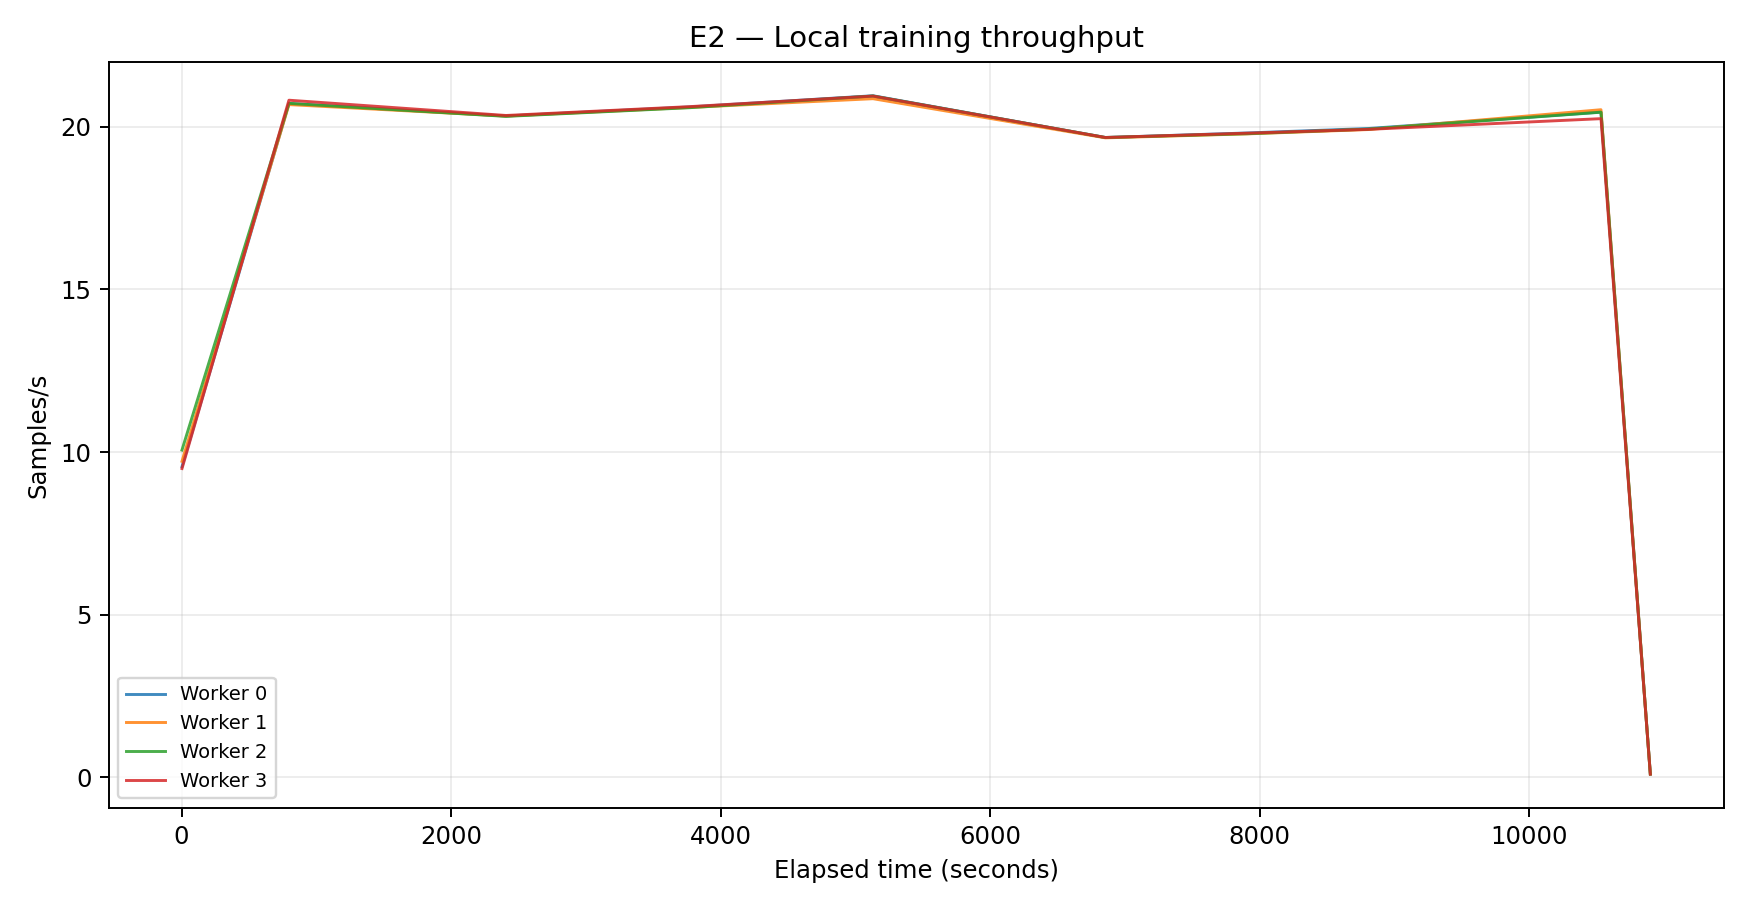 E2 — Local training throughput
Samples/s
20
15
10
5
0
Worker 0
Worker 1
Worker 2
Worker 3
0
2000
4000
6000
8000
10000
Elapsed time (seconds)